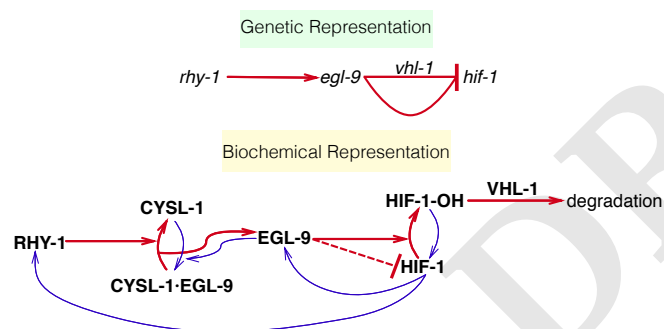 Genetic Representation
rhy-1 egl-9 vhl-1 hif-1
Biochemical Representation
CYSL-1 HIF-1-OH VHL-1 degradation
RHY-1 EGL-9
CYSL-1·EGL-9 HIF-1